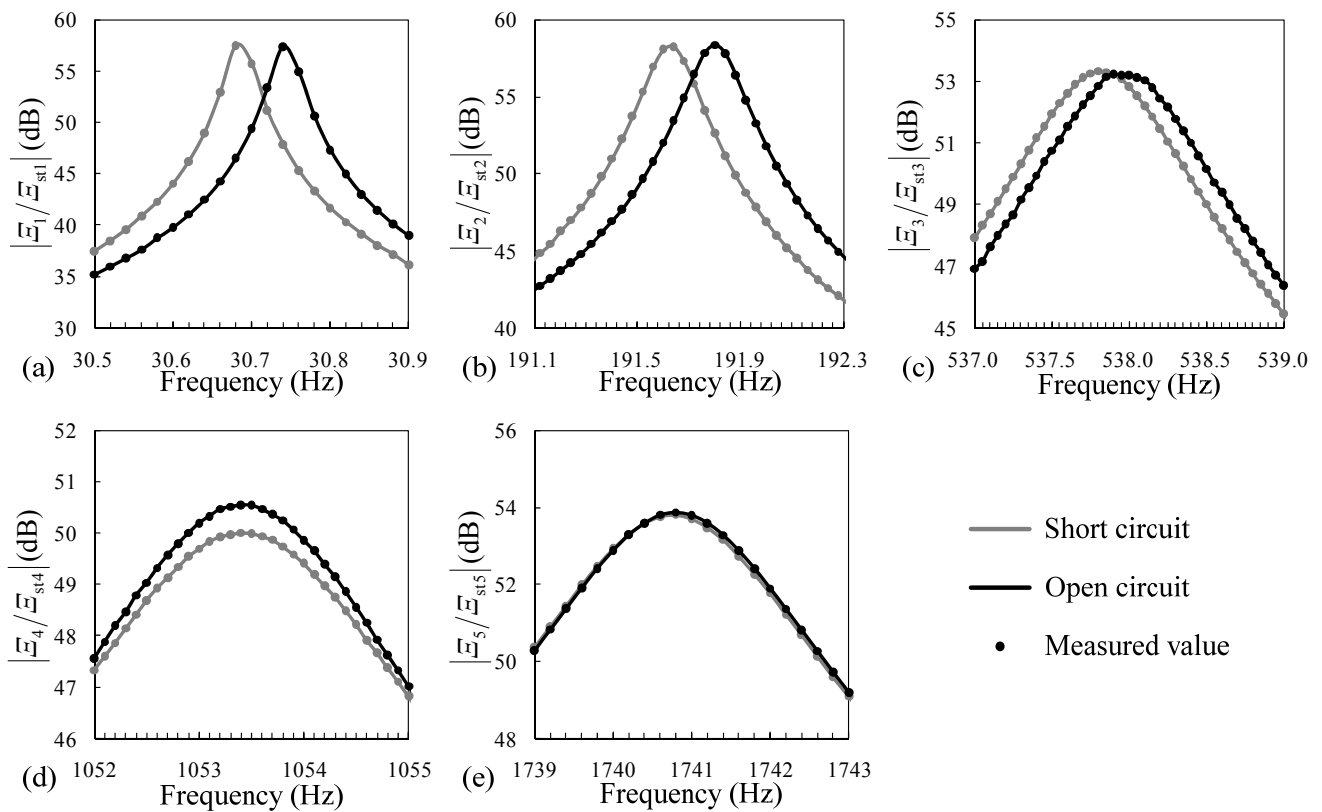 60
55
50
45
40
35
30
|Ξ1/Ξst1| (dB)
30.5 30.6 30.7 30.8 30.9
(a) Frequency (Hz)
60
55
50
45
40
|Ξ2/Ξst2| (dB)
191.1 191.5 191.9 192.3
(b) Frequency (Hz)
55
53
51
49
47
45
|Ξ3/Ξst3| (dB)
537.0 537.5 538.0 538.5 539.0
(c) Frequency (Hz)
52
51
50
49
48
47
46
|Ξ4/Ξst4| (dB)
1052 1053 1054 1055
(d) Frequency (Hz)
56
54
52
50
48
|Ξ5/Ξst5| (dB)
1739 1740 1741 1742 1743
(e) Frequency (Hz)
Short circuit
Open circuit
Measured value